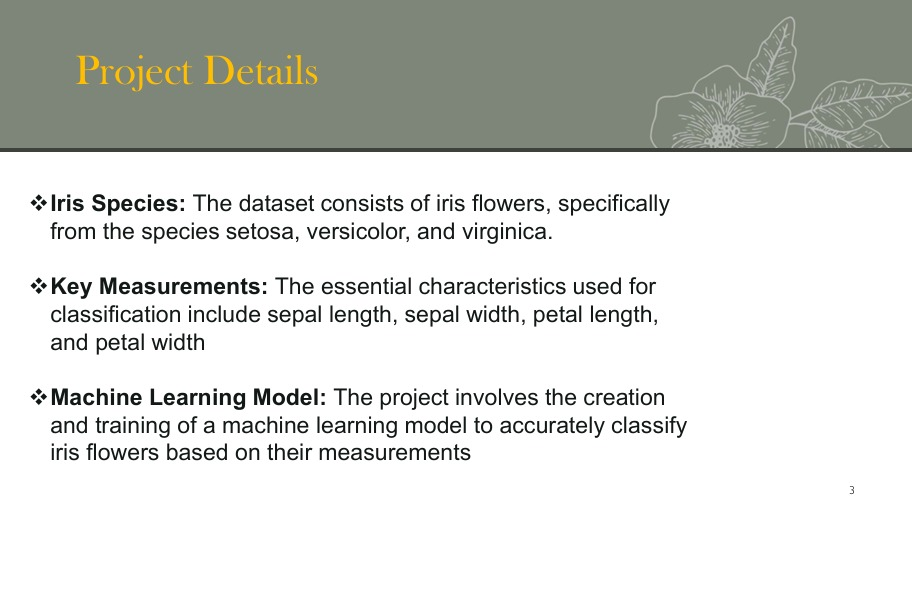 Project Details
❖Iris Species: The dataset consists of iris flowers, specifically
from the species setosa, versicolor, and virginica.
❖Key Measurements: The essential characteristics used for
classification include sepal length, sepal width, petal length,
and petal width
❖Machine Learning Model: The project involves the creation
and training of a machine learning model to accurately classify
iris flowers based on their measurements
3